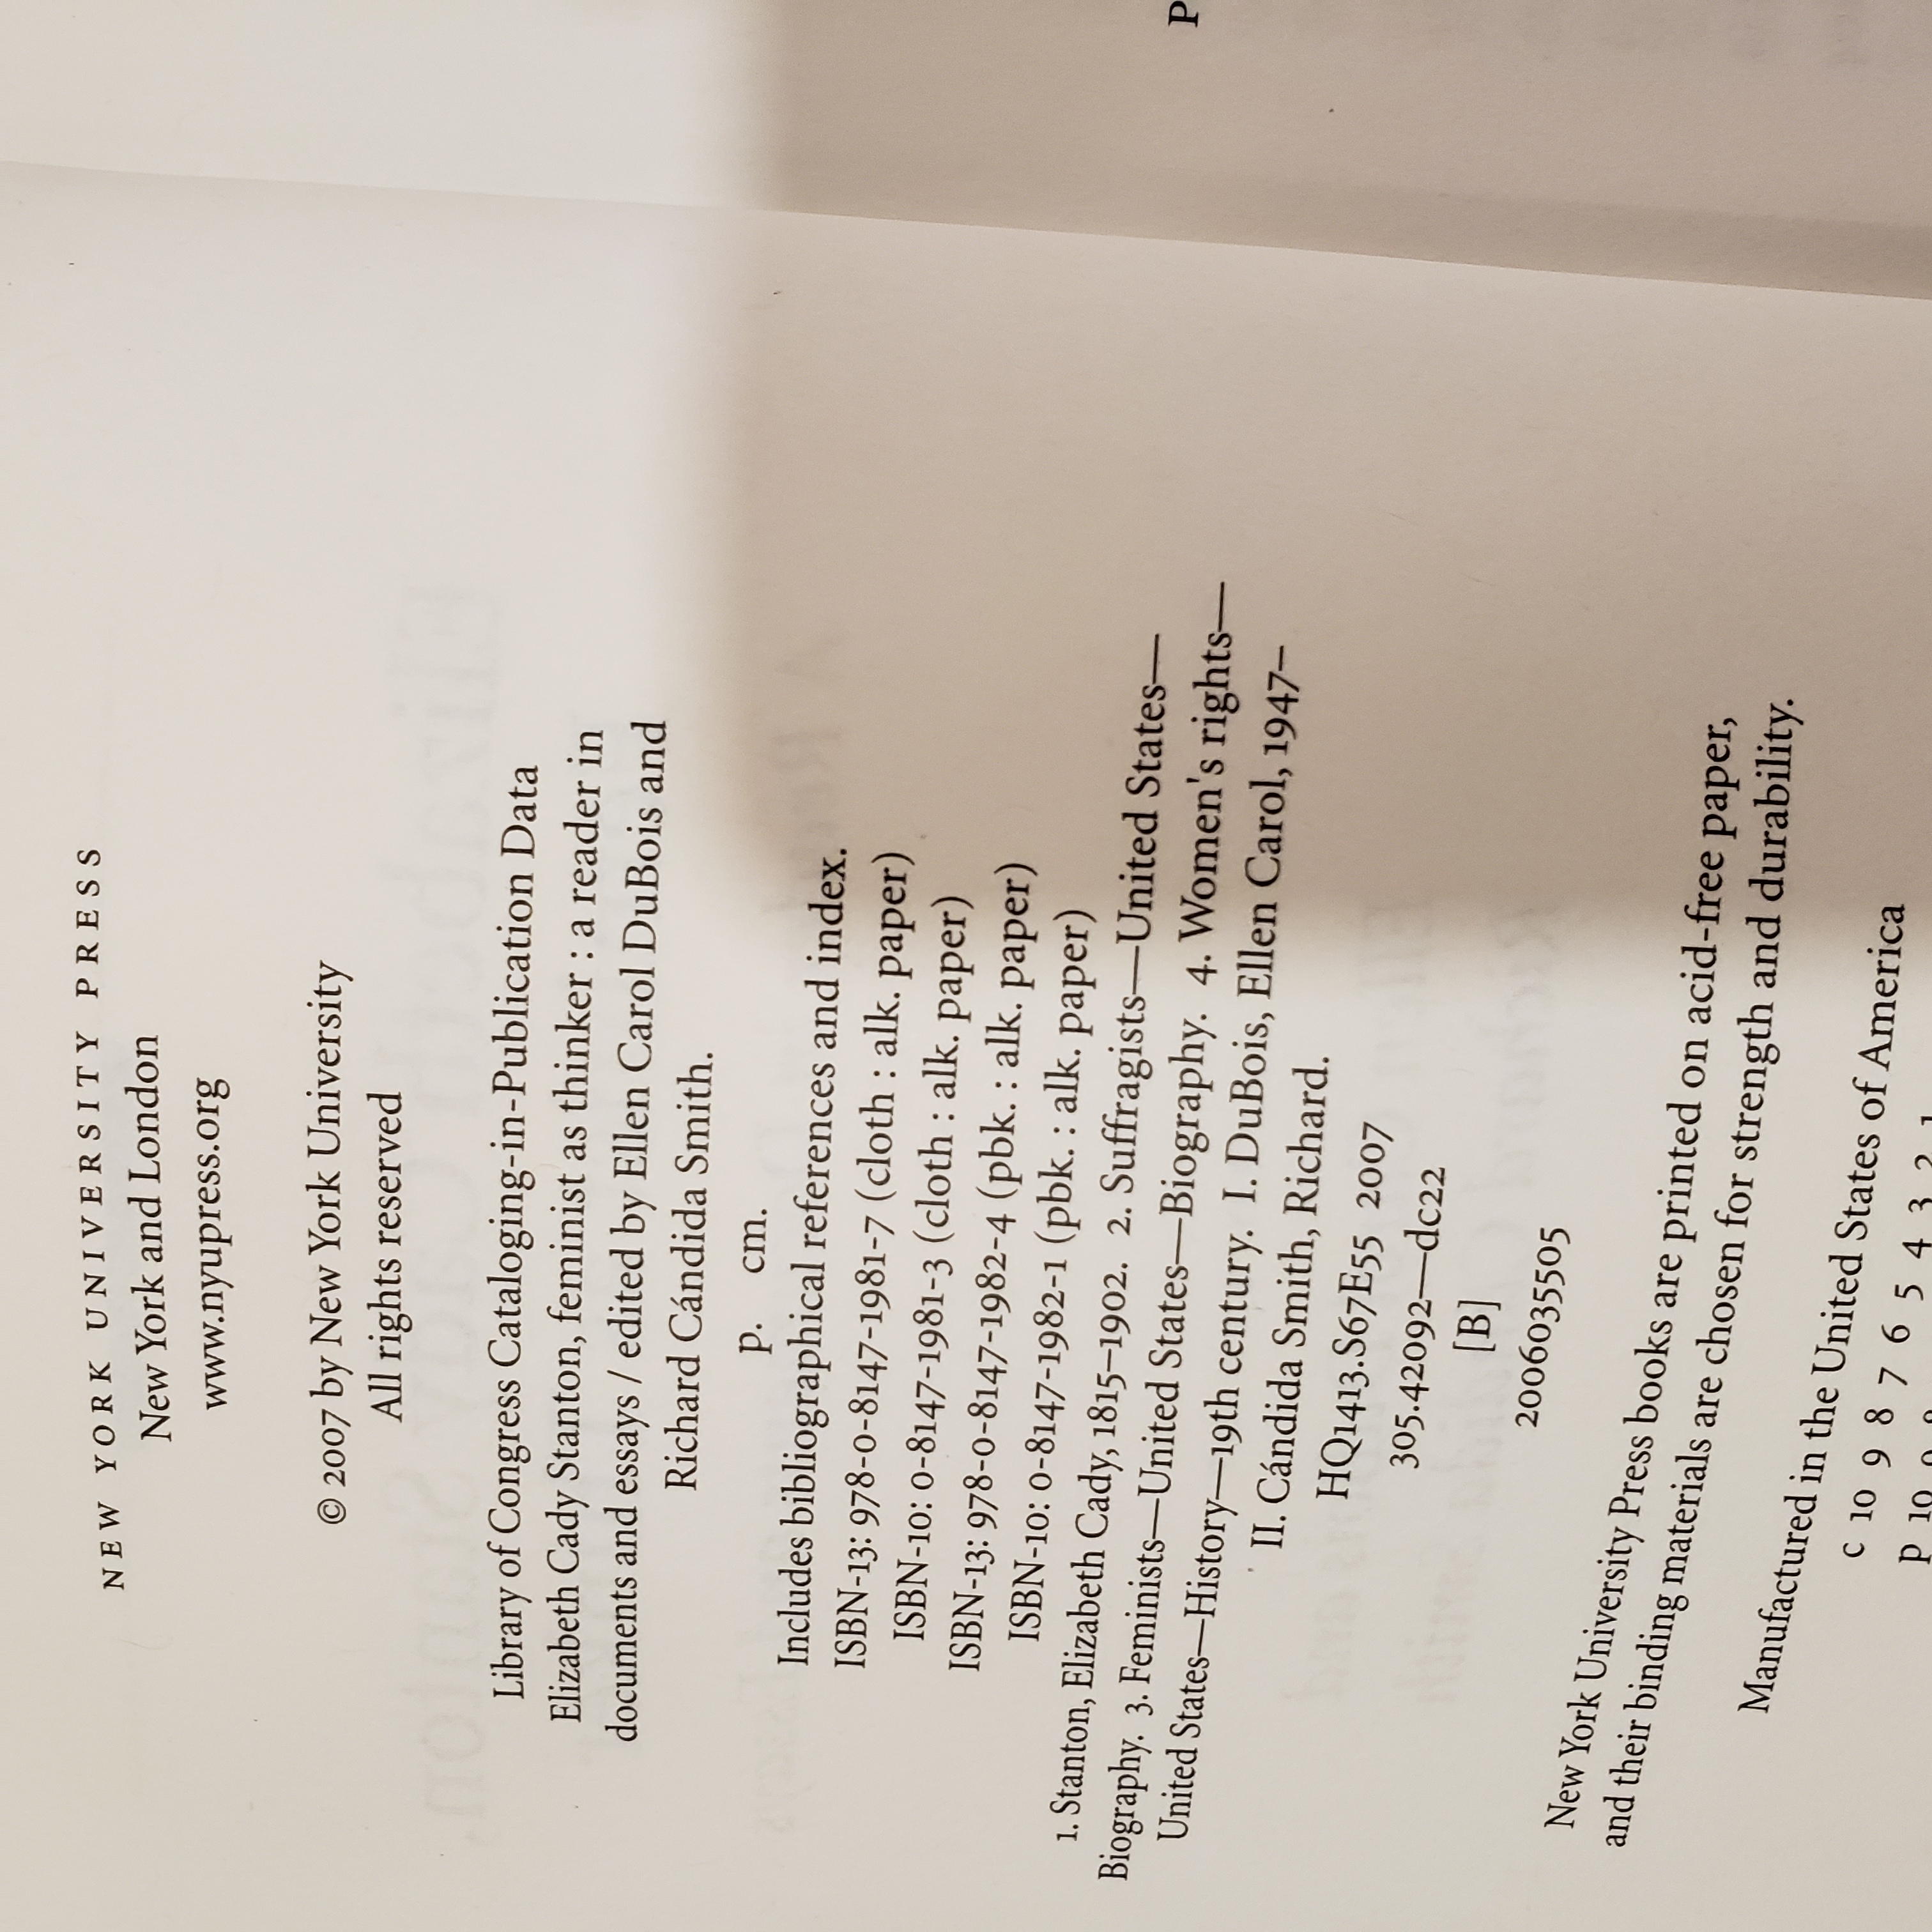 NEW YORK UNIVERSITY PRESS
New York and London
www.nyupress.org
© 2007 by New York University
All rights reserved
Library of Congress Cataloging-in-Publication Data
Elizabeth Cady Stanton, feminist as thinker : a reader in
documents and essays / edited by Ellen Carol DuBois and
Richard Cándida Smith.
p. cm.
Includes bibliographical references and index.
ISBN-13: 978-0-8147-1981-7 (cloth : alk. paper)
ISBN-10: 0-8147-1981-3 (cloth : alk. paper)
ISBN-13: 978-0-8147-1982-4 (pbk. : alk. paper)
ISBN-10: 0-8147-1982-1 (pbk. : alk. paper)
1. Stanton, Elizabeth Cady, 1815–1902. 2. Suffragists—United States—
Biography. 3. Feminists—United States—Biography. 4. Women's rights—
United States—History—19th century. I. DuBois, Ellen Carol, 1947–
II. Cándida Smith, Richard.
HQ1413.S67E55 2007
305.42092—dc22
[B]
2006035505
New York University Press books are printed on acid-free paper,
and their binding materials are chosen for strength and durability.
Manufactured in the United States of America
c 10 9 8 7 6 5 4 3 2 1
p 10
P